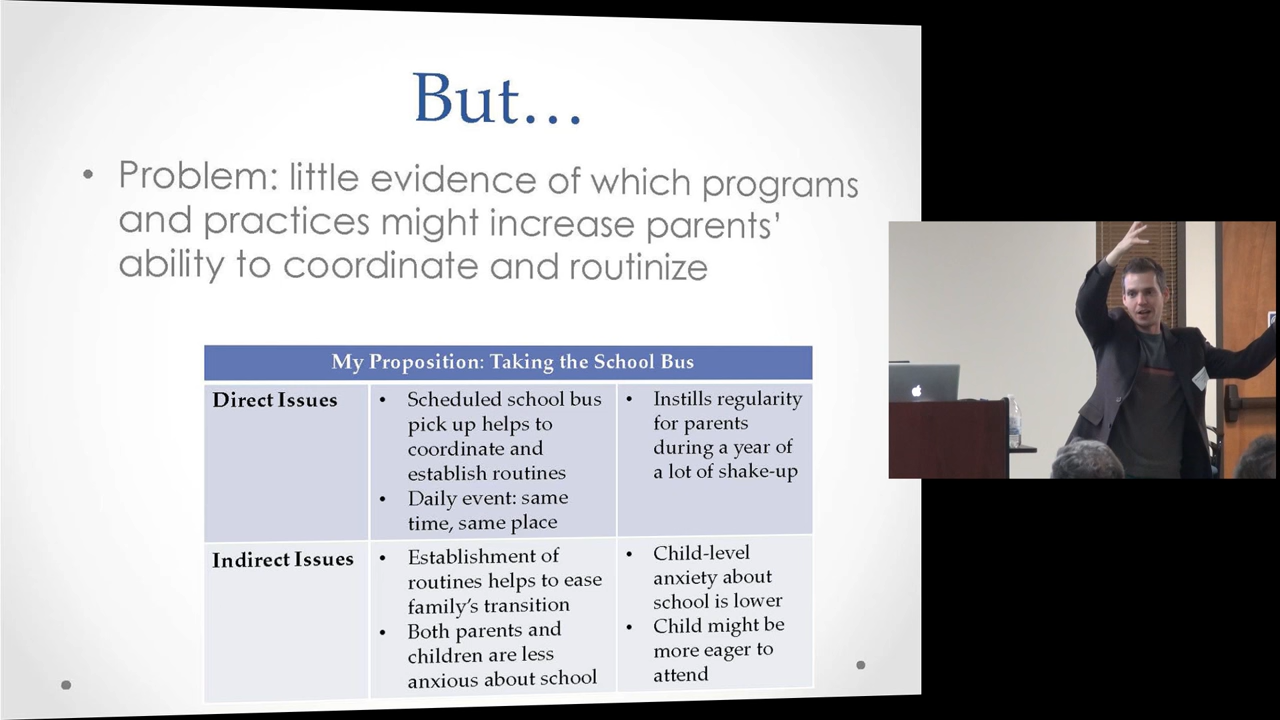 But...
• Problem: little evidence of which programs
and practices might increase parents'
ability to coordinate and routinize
My Proposition: Taking the School Bus
Direct Issues
• Scheduled school bus
pick up helps to
coordinate and
establish routines
• Daily event: same
time, same place
• Instills regularity
for parents
during a year of
a lot of shake-up
Indirect Issues
• Establishment of
routines helps to ease
family's transition
• Both parents and
children are less
anxious about school
• Child-level
anxiety about
school is lower
• Child might be
more eager to
attend